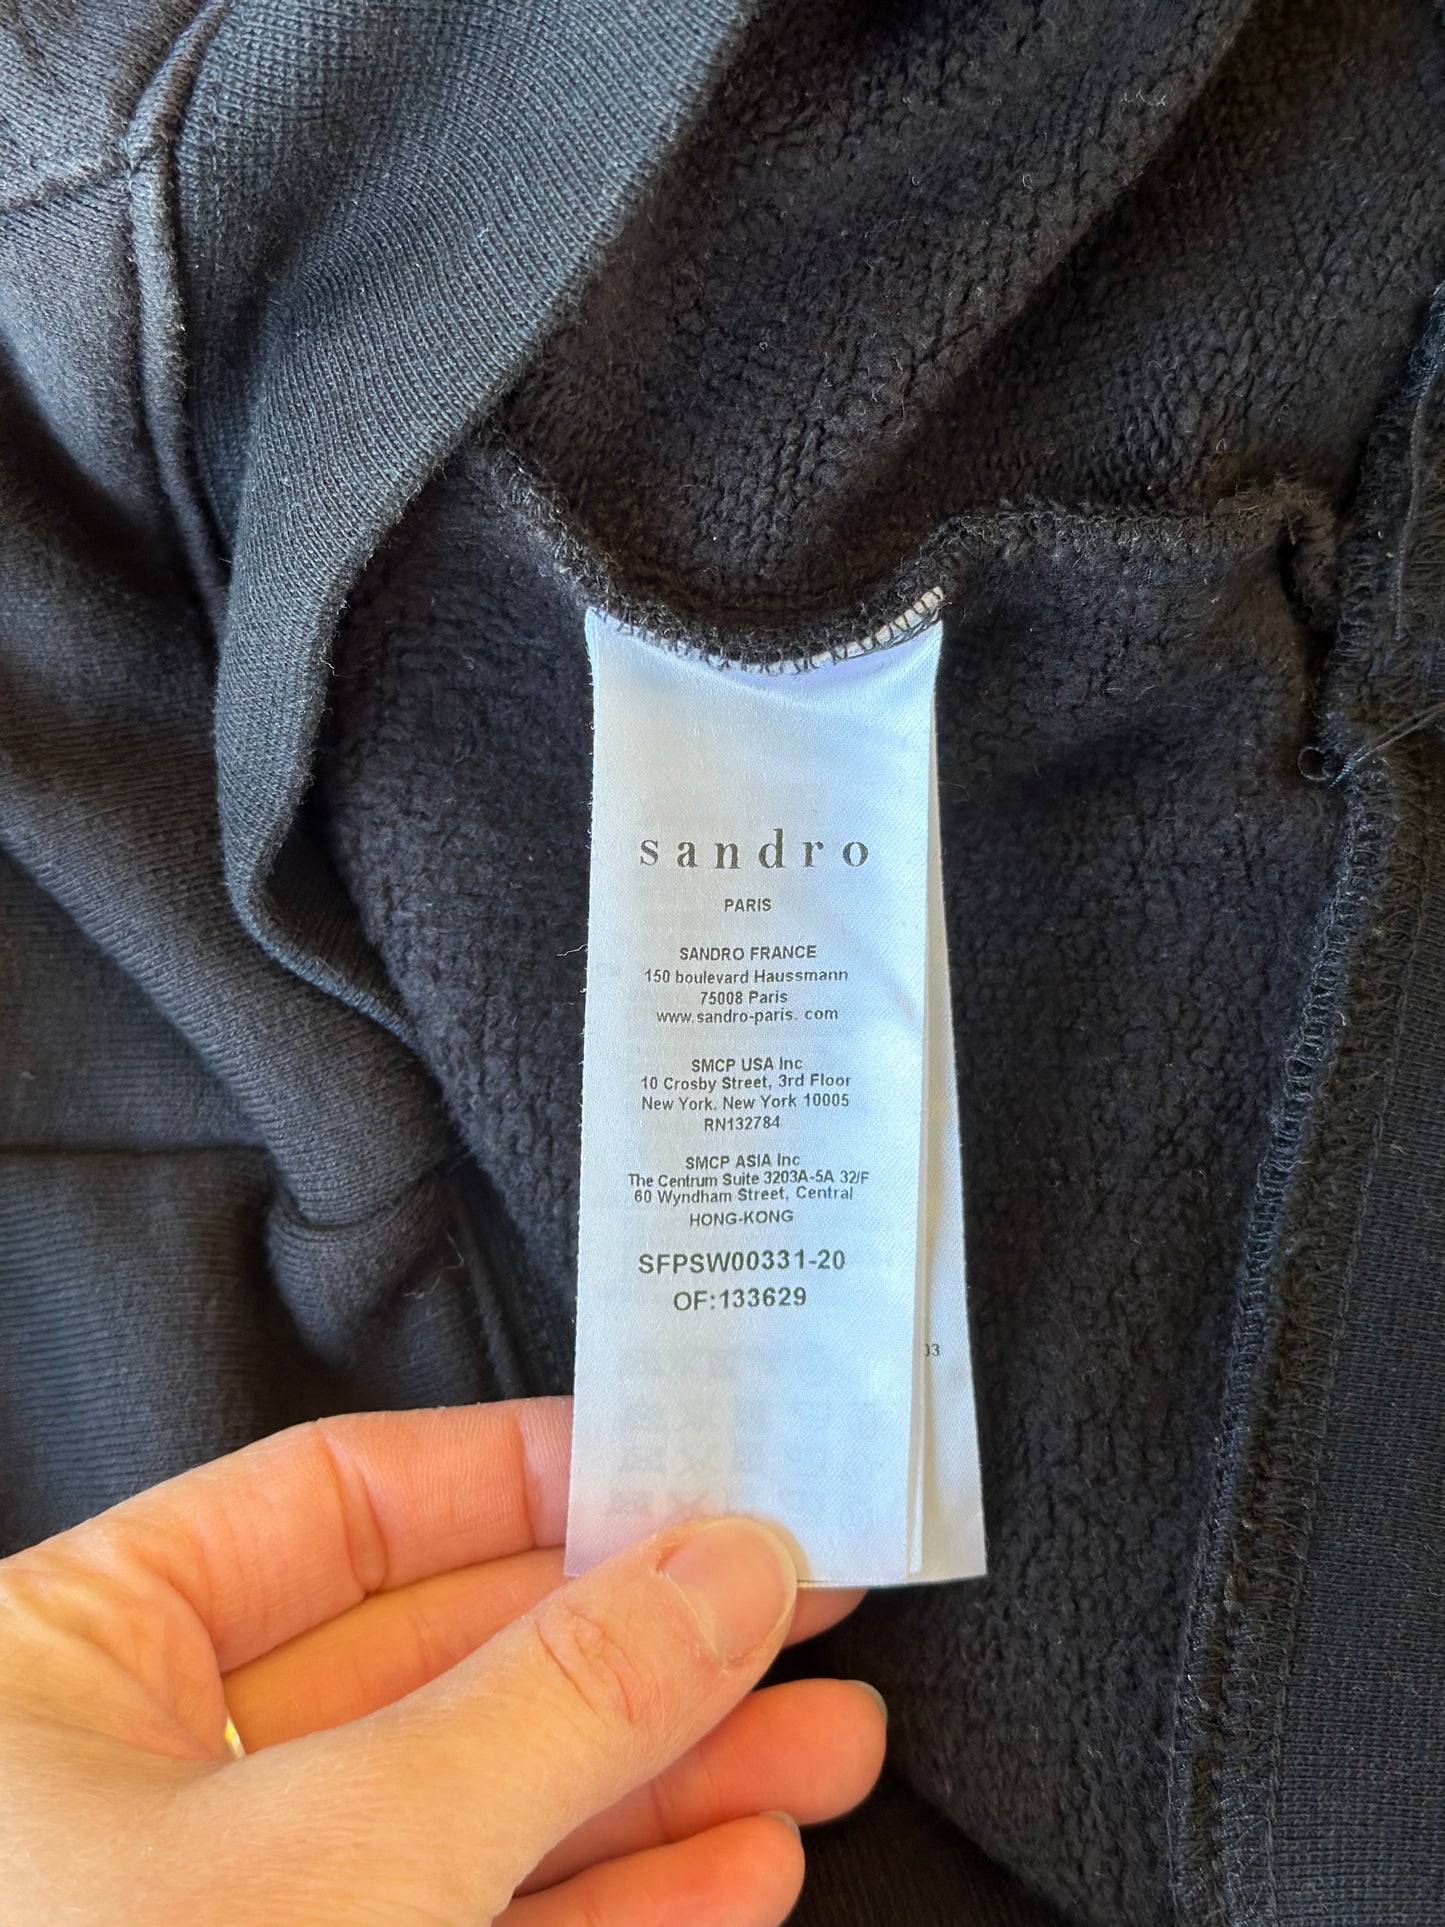 sandro
PARIS
SANDRO FRANCE
150 boulevard Haussmann
75008 Paris
www.sandro-paris. com
SMCP USA Inc
10 Crosby Street, 3rd Floor
New York, New York 10005
RN132784
SMCP ASIA Inc
The Centrum Suite 3203A-5A 32/F
60 Wyndham Street, Central
HONG-KONG
SFPSW00331-20
OF:133629
03